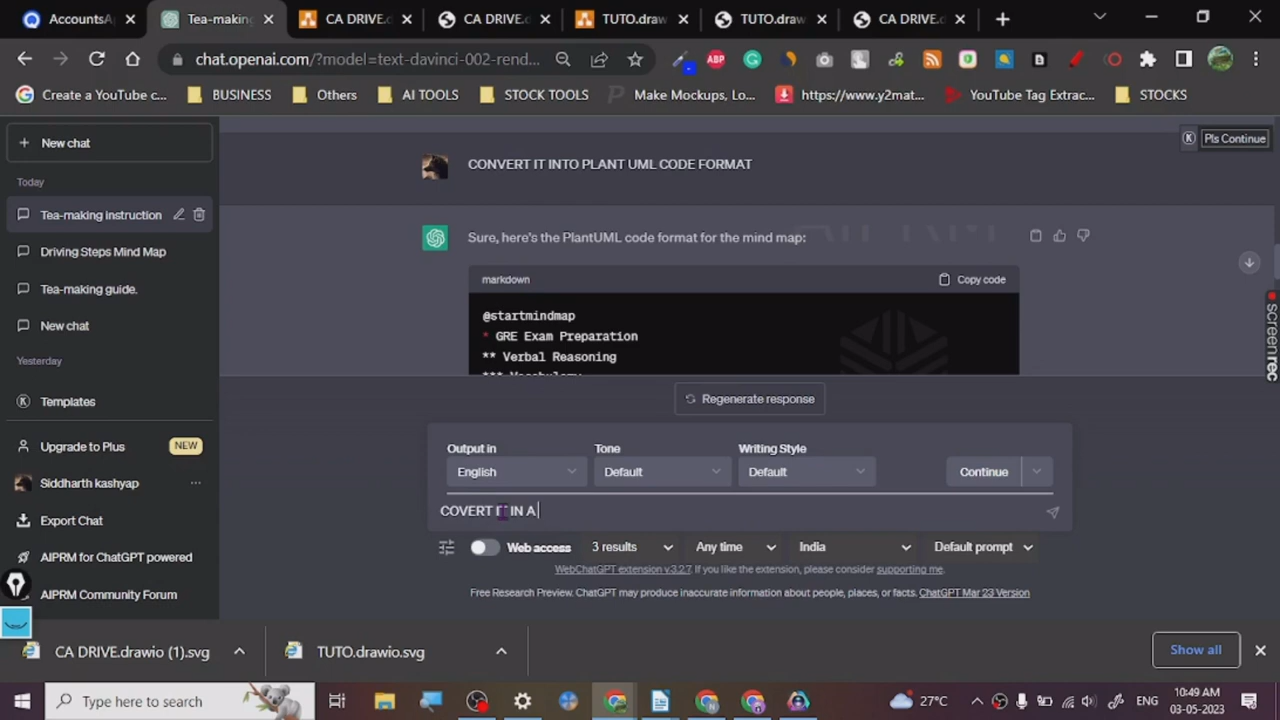 AccountsA
Tea-making
CA DRIVE.
CA DRIVE.
TUTO.draw
TUTO.draw
CA DRIVE.
chat.openai.com/?model=text-davinci-002-rend...
ABP
Create a YouTube c...
BUSINESS
Others
AI TOOLS
STOCK TOOLS
Make Mockups, Lo...
https://www.y2mat...
YouTube Tag Extrac...
STOCKS
New chat
K Pls Continue
CONVERT IT INTO PLANT UML CODE FORMAT
Today
Tea-making instruction
Sure, here's the PlantUML code format for the mind map:
Driving Steps Mind Map
markdown
Copy code
Tea-making guide.
@startmindmap
New chat
* GRE Exam Preparation
** Verbal Reasoning
*** Vocabulary
Yesterday
screenrec
Templates
Regenerate response
Upgrade to Plus
NEW
Output in
Tone
Writing Style
English
Default
Default
Continue
Siddharth kashyap
COVERT IT IN A
Export Chat
AIPRM for ChatGPT powered
Web access
3 results
Any time
India
Default prompt
WebChatGPT extension v.3.2.7. If you like the extension, please consider supporting me.
AIPRM Community Forum
Free Research Preview. ChatGPT may produce inaccurate information about people, places, or facts. ChatGPT Mar 23 Version
CA DRIVE.drawio (1).svg
TUTO.drawio.svg
Show all
Type here to search
27°C
ENG
10:49 AM
03-05-2023